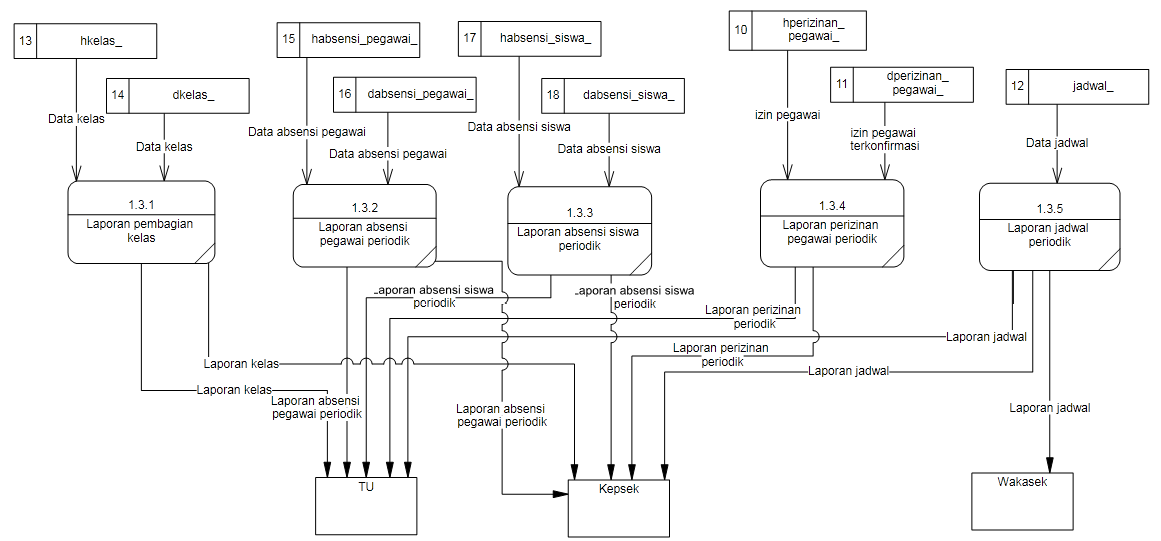 13 hkelas_
14 dkelas_
15 habsensi_pegawai_
16 dabsensi_pegawai_
17 habsensi_siswa_
18 dabsensi_siswa_
10 hperizinan_
pegawai_
11 dperizinan_
pegawai_
12 jadwal_
Data kelas
Data kelas
Data absensi pegawai
Data absensi pegawai
Data absensi siswa
Data absensi siswa
izin pegawai
izin pegawai
terkonfirmasi
Data jadwal
1.3.1
Laporan pembagian
kelas
1.3.2
Laporan absensi
pegawai periodik
1.3.3
Laporan absensi siswa
periodik
1.3.4
Laporan perizinan
pegawai periodik
1.3.5
Laporan jadwal
periodik
Laporan absensi siswa
periodik
Laporan absensi siswa
periodik
Laporan perizinan
periodik
Laporan jadwal
Laporan perizinan
periodik
Laporan kelas
Laporan jadwal
Laporan kelas
Laporan absensi
pegawai periodik
Laporan absensi
pegawai periodik
Laporan jadwal
TU
Kepsek
Wakasek